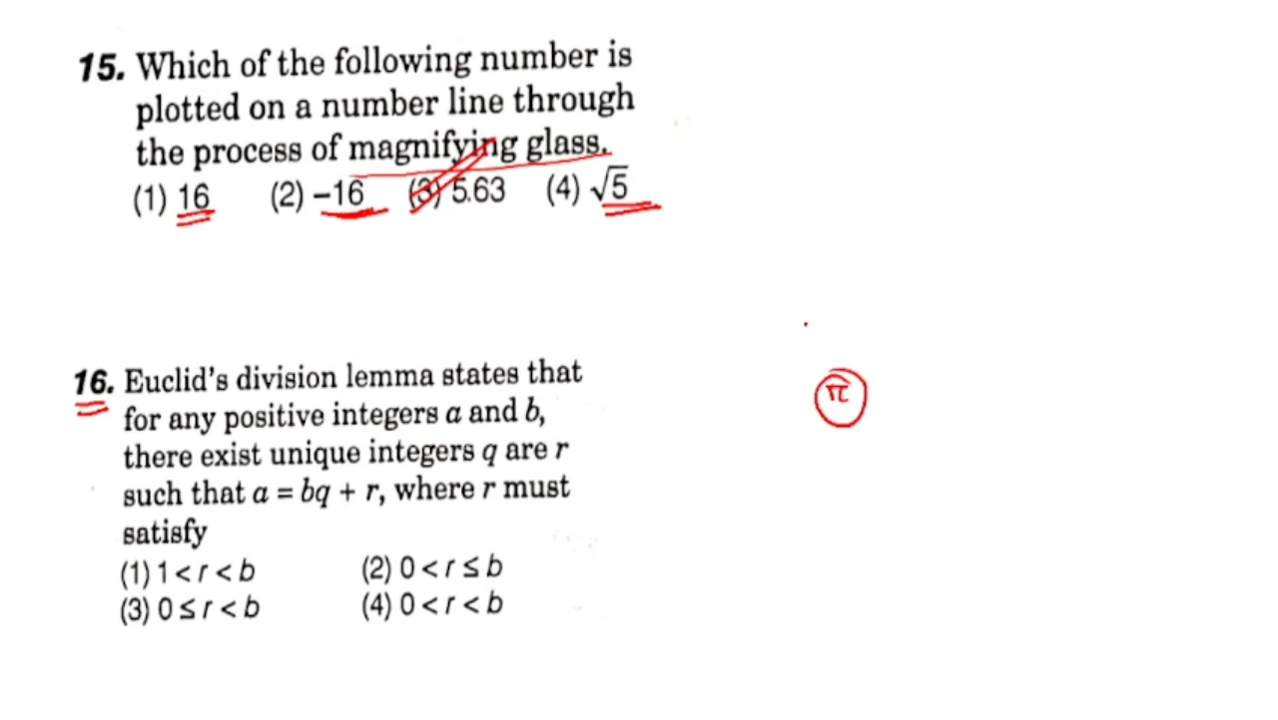 15. Which of the following number is
plotted on a number line through
the process of magnifying glass.
(1) 16 (2) –16 (3) 5.63 (4) √5
16. Euclid's division lemma states that
for any positive integers a and b,
there exist unique integers q are r
such that a = bq + r, where r must
satisfy
(1) 1 < r < b (2) 0 < r ≤ b
(3) 0 ≤ r < b (4) 0 < r < b
π